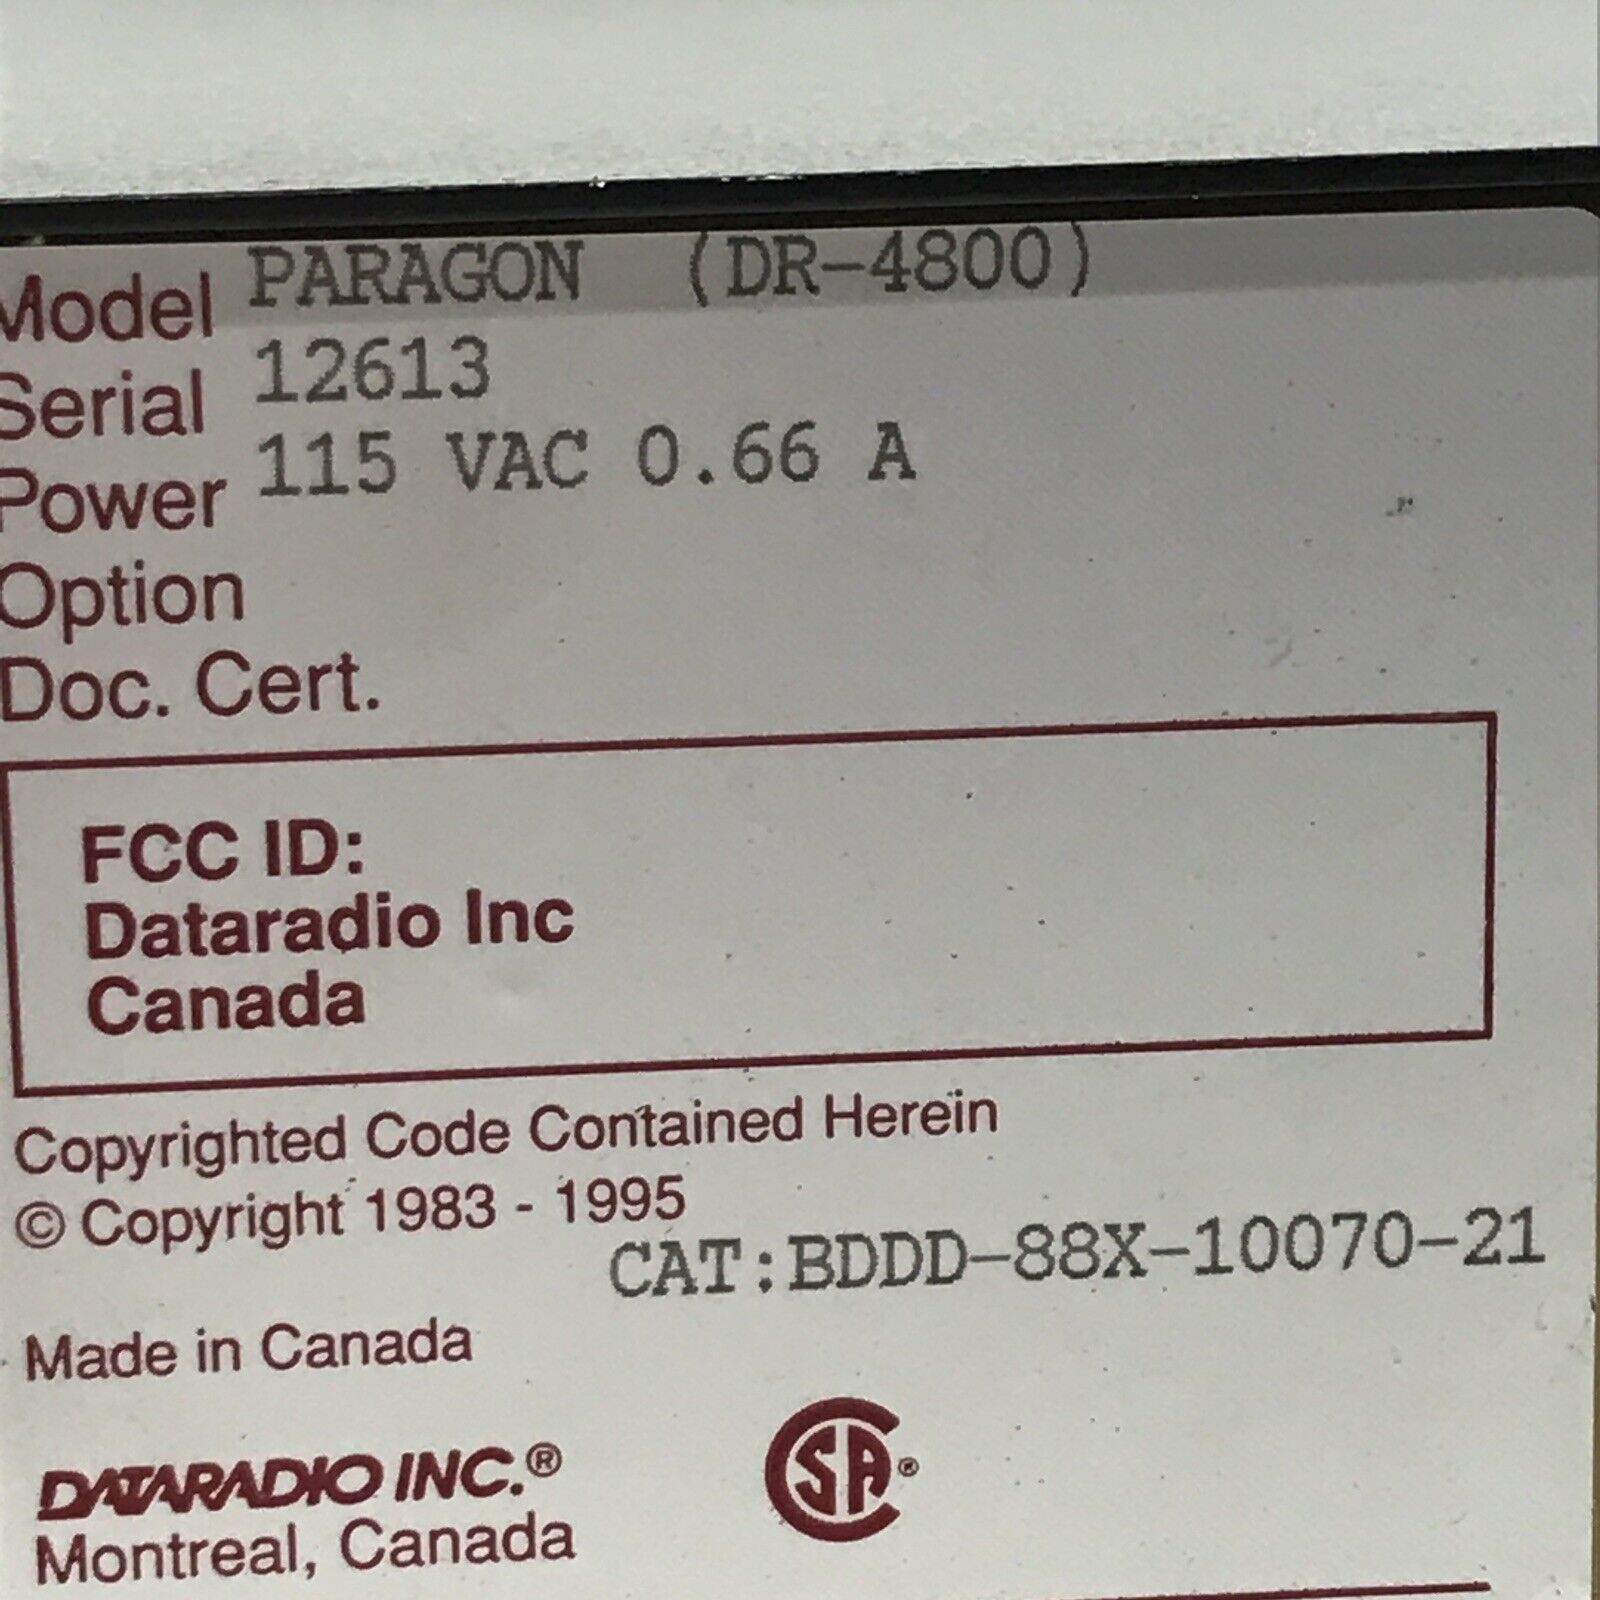 Model PARAGON (DR-4800)
Serial 12613
Power 115 VAC 0.66 A
Option
Doc. Cert.
FCC ID:
Dataradio Inc
Canada
Copyrighted Code Contained Herein
© Copyright 1983 - 1995
CAT:BDDD-88X-10070-21
Made in Canada
DATARADIO INC.®
Montreal, Canada
CSA®